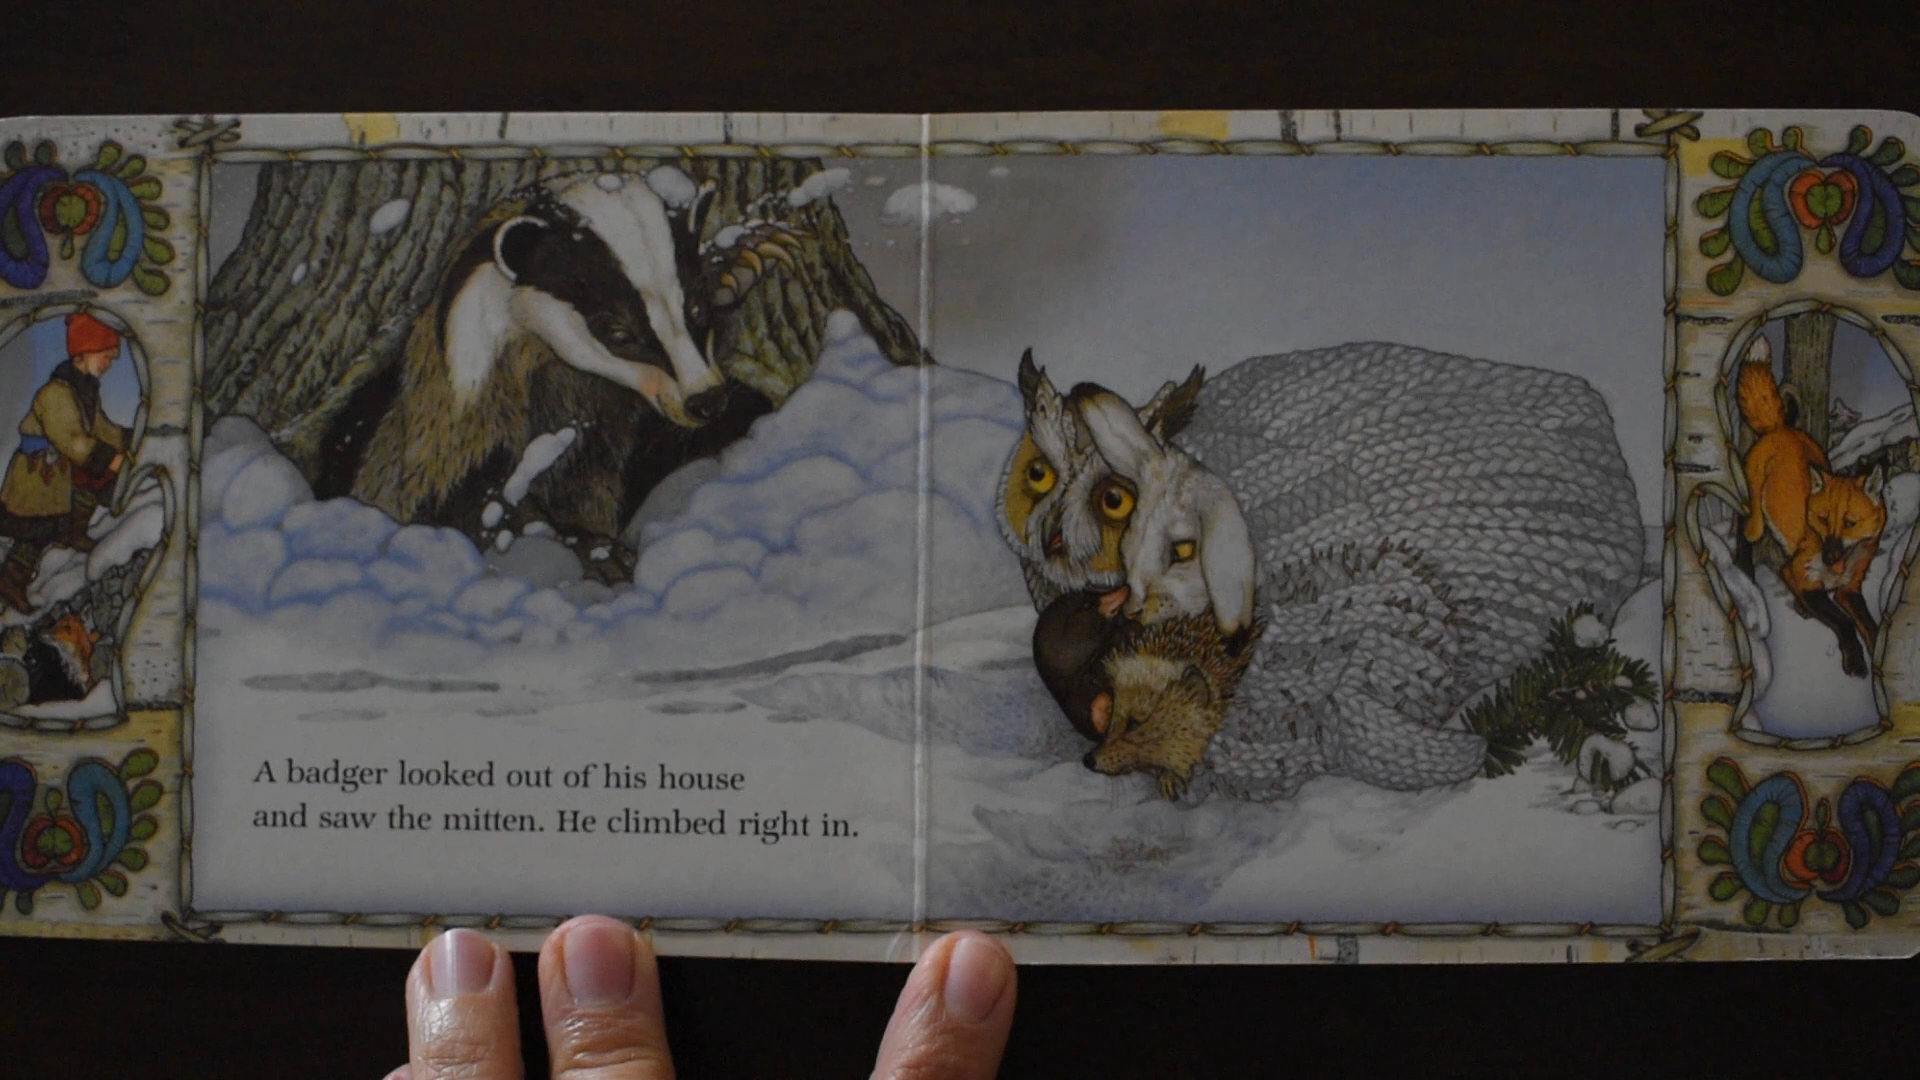 A badger looked out of his house
and saw the mitten. He climbed right in.